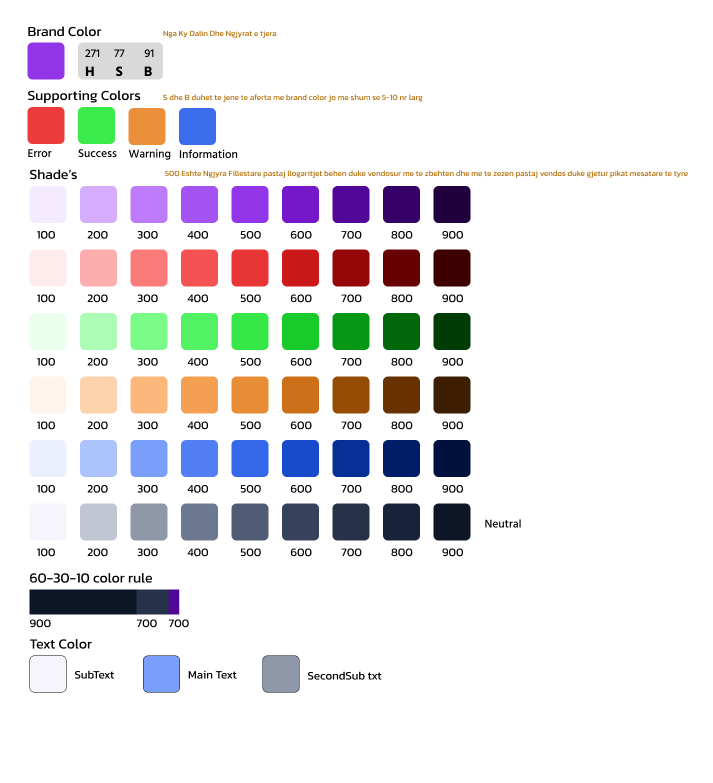 Brand Color
Nga Ky Dalin Dhe Ngjyrat e tjera
271 77 91
H S B
Supporting Colors
S dhe B duhet te jene te aferta me brand color jo me shum se 5-10 nr larg
Error Success Warning Information
Shade's
500 Eshte Ngjyra Fillestare pastaj llogaritjet behen duke vendosur me te zbehten dhe me te zezen pastaj vendos duke gjetur pikat mesatare te tyre
100 200 300 400 500 600 700 800 900
100 200 300 400 500 600 700 800 900
100 200 300 400 500 600 700 800 900
100 200 300 400 500 600 700 800 900
100 200 300 400 500 600 700 800 900
Neutral
100 200 300 400 500 600 700 800 900
60-30-10 color rule
900 700 700
Text Color
SubText Main Text SecondSub txt